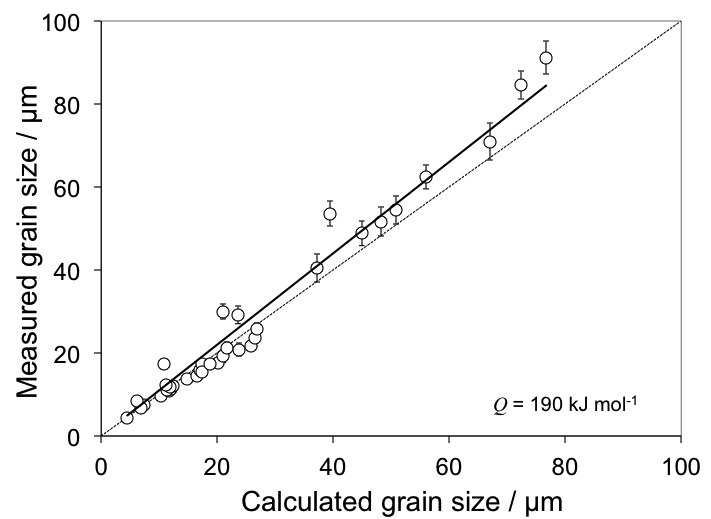 100
80
60
40
20
0
Measured grain size / µm
Q = 190 kJ mol-1
0 20 40 60 80 100
Calculated grain size / µm